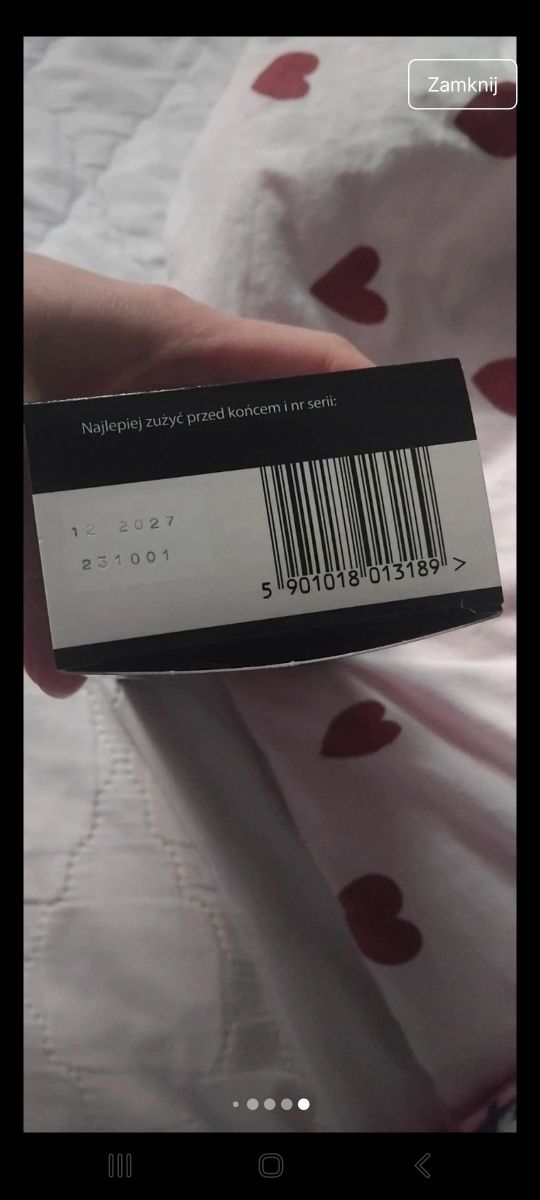 Zamknij
Najlepiej zużyć przed końcem i nr serii:
12 2027
231001
5 901018 013189 >